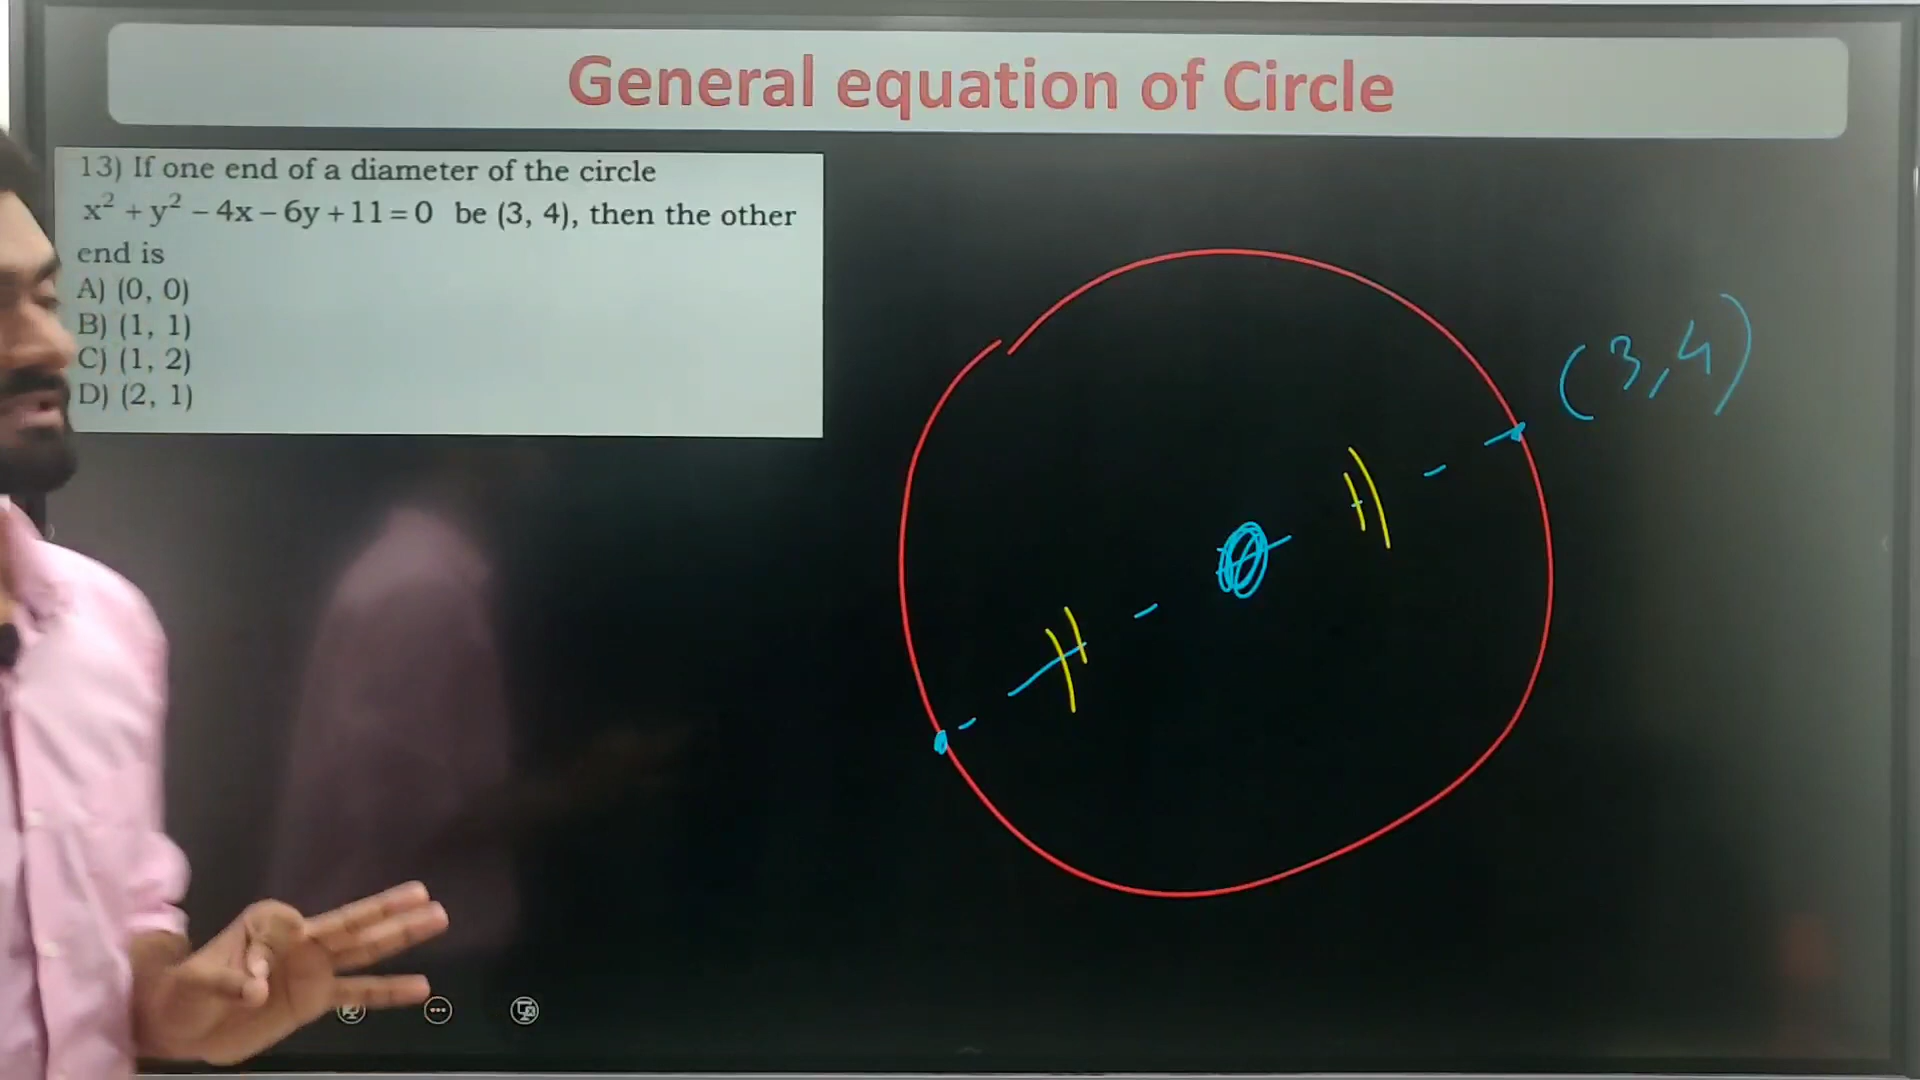 General equation of Circle
13) If one end of a diameter of the circle
x² + y² – 4x – 6y + 11 = 0 be (3, 4), then the other
end is
A) (0, 0)
B) (1, 1)
C) (1, 2)
D) (2, 1)
(3,4)